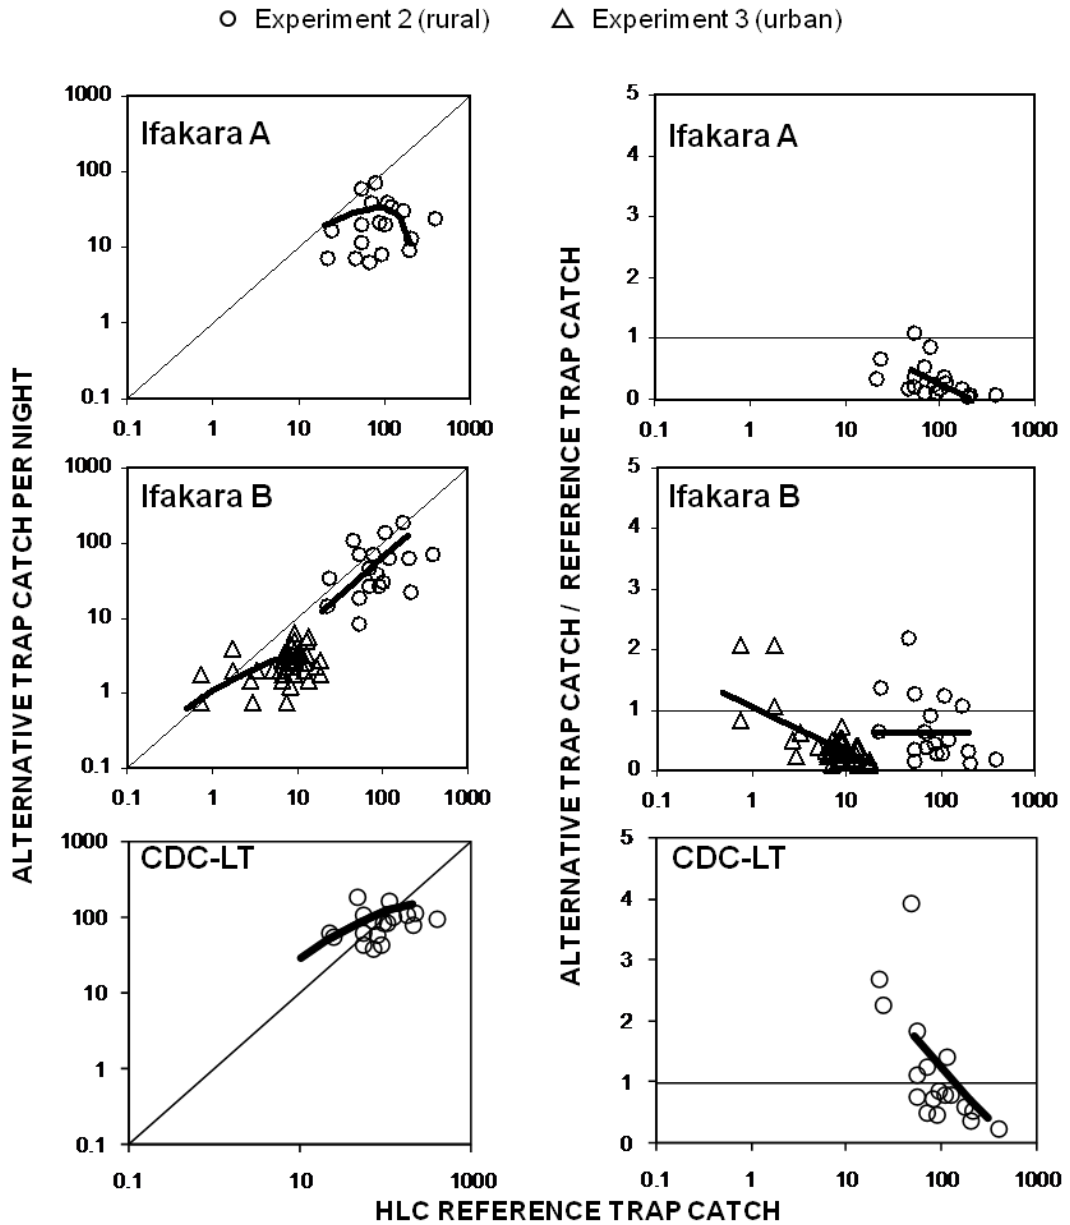 Experiment 2 (rural) Experiment 3 (urban)
ALTERNATIVE TRAP CATCH PER NIGHT
Ifakara A
1000
100
10
1
0.1
0.1 1 10 100 1000
ALTERNATIVE TRAP CATCH / REFERENCE TRAP CATCH
Ifakara A
5
4
3
2
1
0
0.1 1 10 100 1000
Ifakara B
1000
100
10
1
0.1
0.1 1 10 100 1000
Ifakara B
5
4
3
2
1
0
0.1 1 10 100 1000
CDC-LT
1000
100
10
1
0.1
0.1 10 1000
CDC-LT
5
4
3
2
1
0
0.1 1 10 100 1000
HLC REFERENCE TRAP CATCH